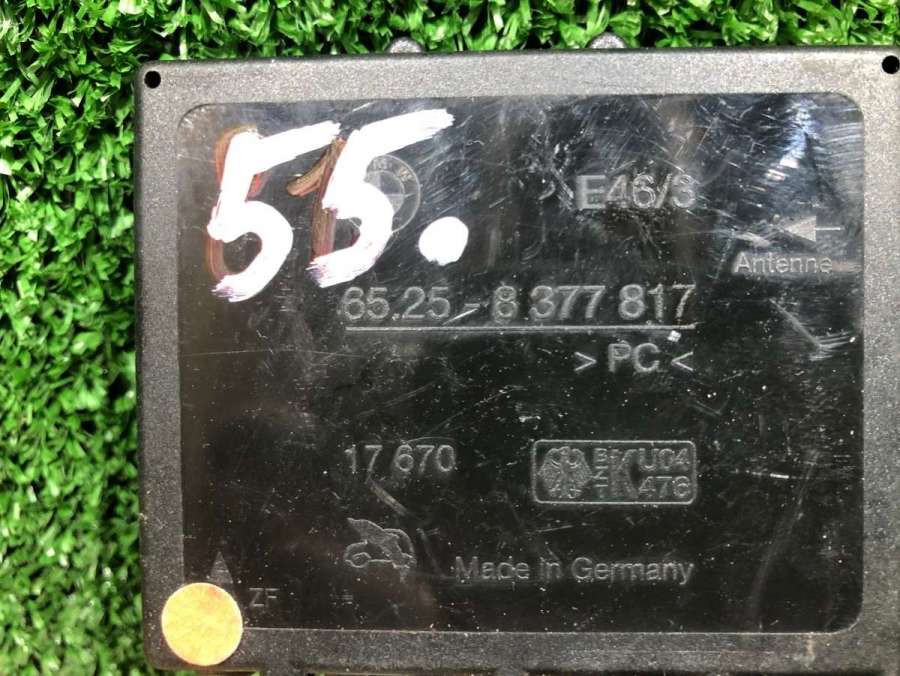 55.
E46/3
Antenne
65.25 - 8 377 817
> PC <
17 670
K U04
476
Made in Germany
ZF